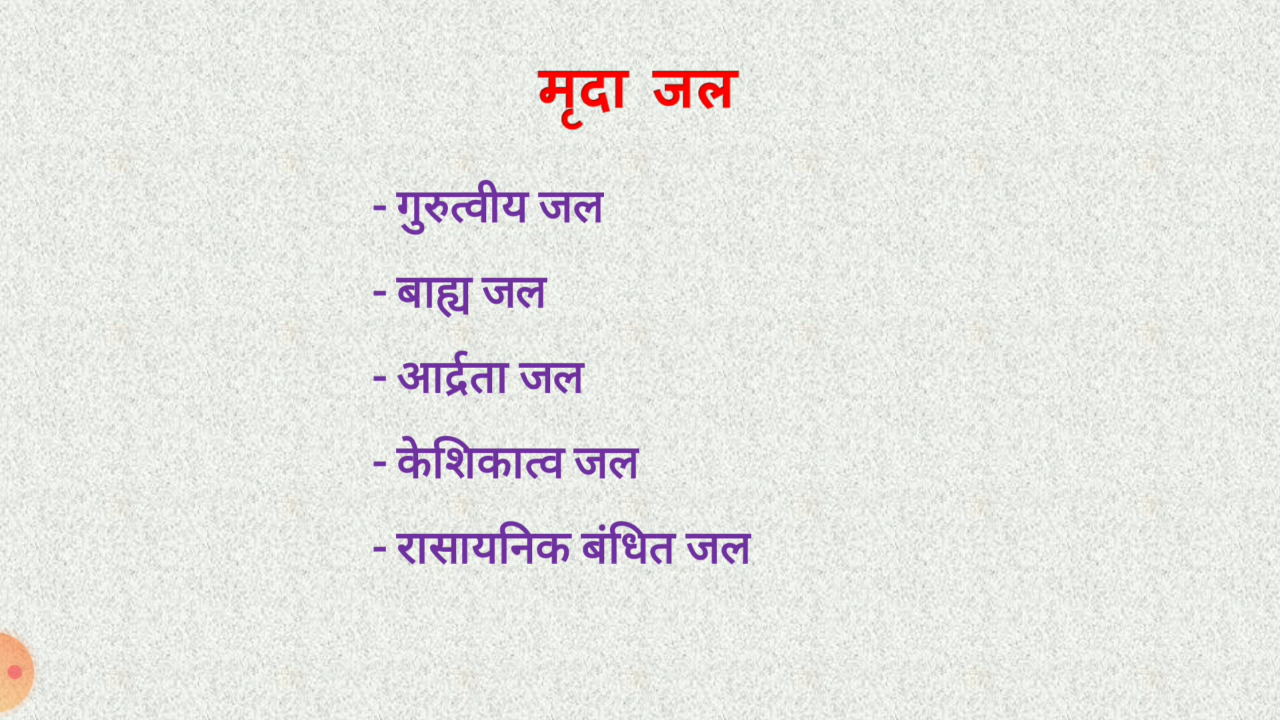 मृदा जल
- गुरुत्वीय जल
- बाह्य जल
- आर्द्रता जल
- केशिकात्व जल
- रासायनिक बंधित जल